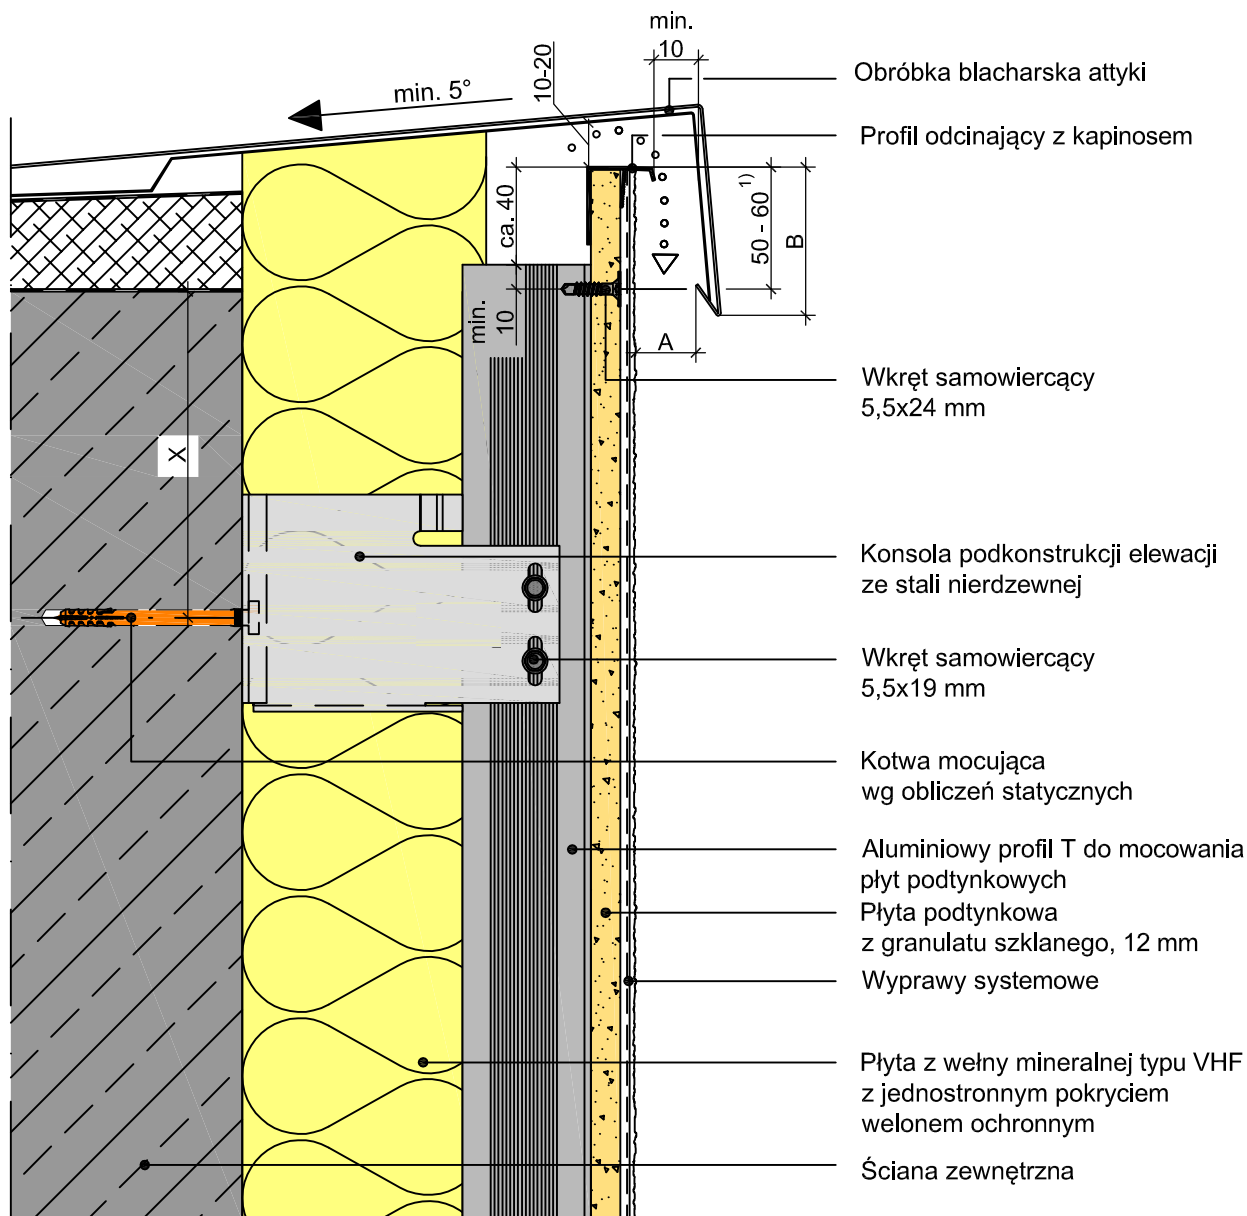 min.
10
10-20
min. 5°
Obróbka blacharska attyki
Profil odcinający z kapinosem
ca. 40
50 - 60 1)
B
min.
10
A
Wkręt samowiercący
5,5x24 mm
X
Konsola podkonstrukcji elewacji
ze stali nierdzewnej
Wkręt samowiercący
5,5x19 mm
Kotwa mocująca
wg obliczeń statycznych
Aluminiowy profil T do mocowania
płyt podtynkowych
Płyta podtynkowa
z granulatu szklanego, 12 mm
Wyprawy systemowe
Płyta z wełny mineralnej typu VHF
z jednostronnym pokryciem
welonem ochronnym
Ściana zewnętrzna